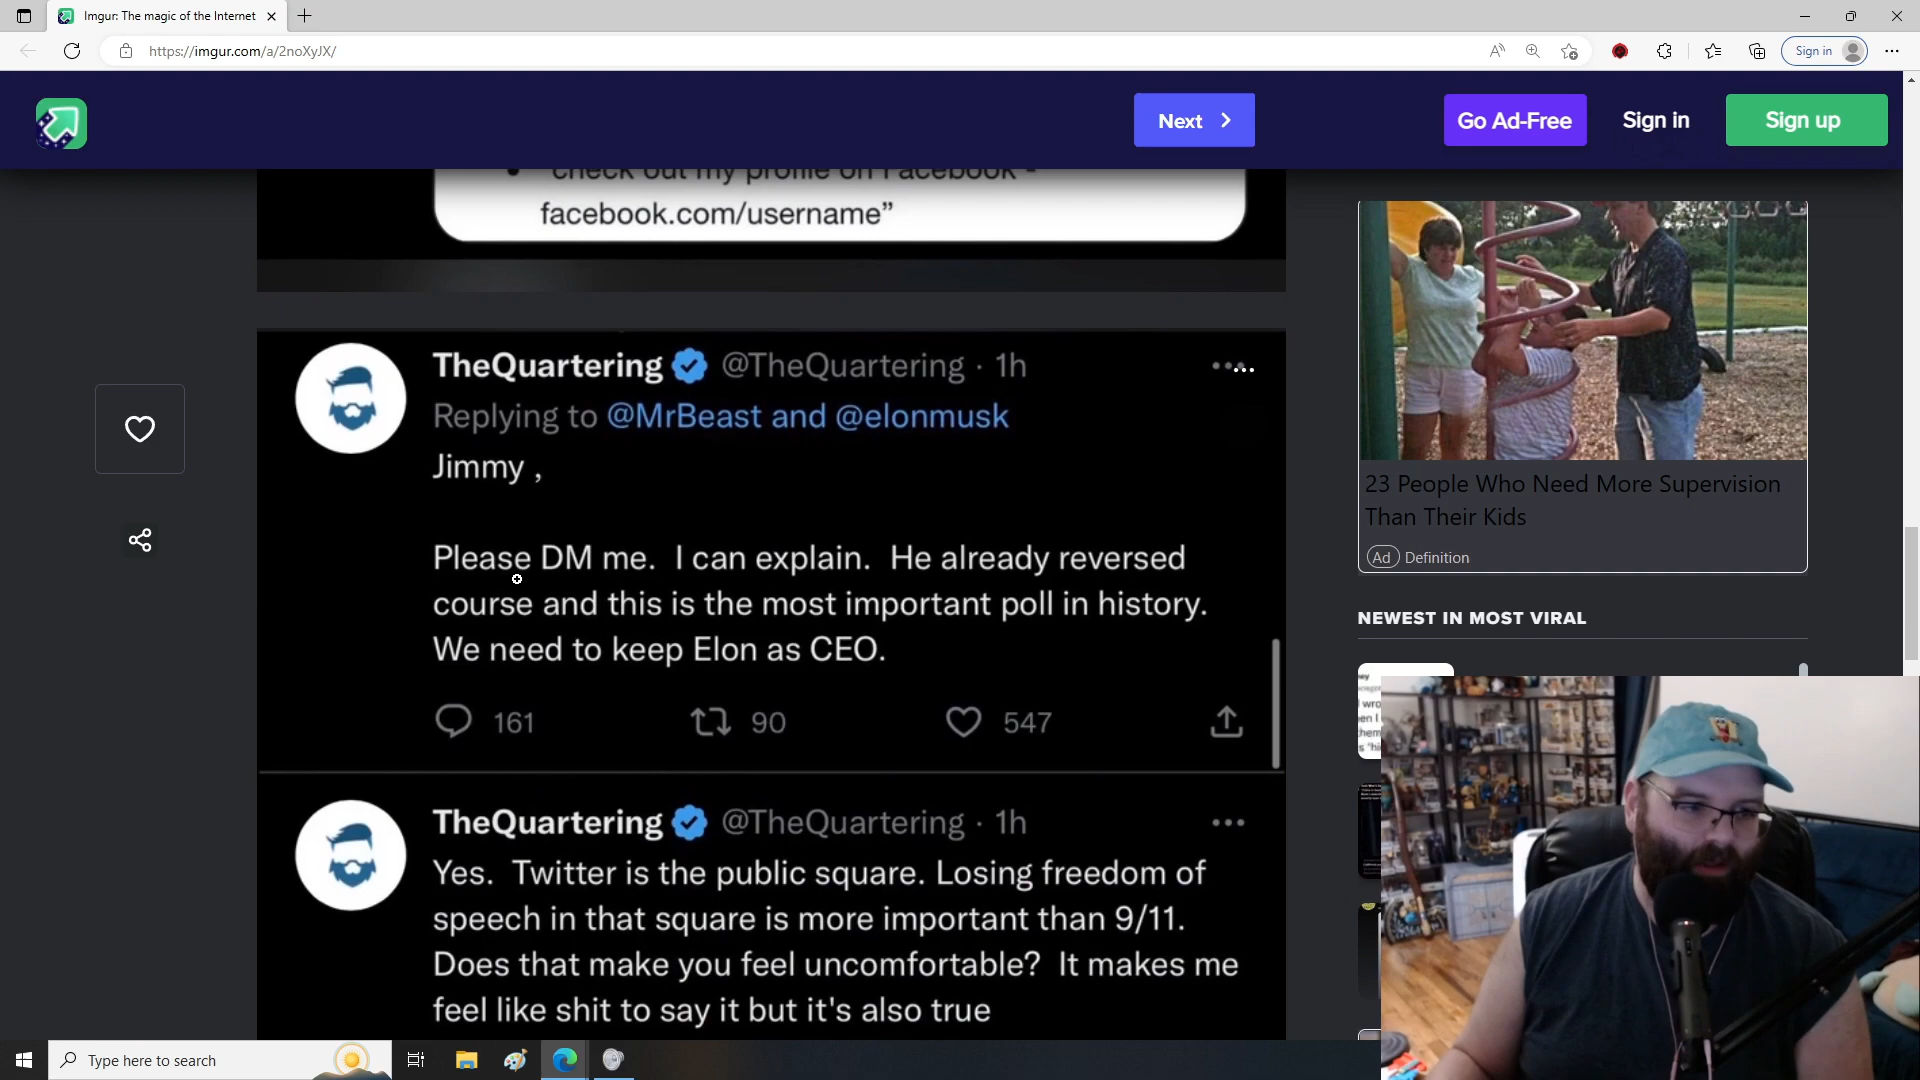 Imgur: The magic of the Internet
https://imgur.com/a/2noXyJX/
Sign in
Next
Go Ad-Free
Sign in
Sign up
"check out my profile on Facebook -
facebook.com/username”
TheQuartering @TheQuartering · 1h
Replying to @MrBeast and @elonmusk
Jimmy ,
Please DM me. I can explain. He already reversed
course and this is the most important poll in history.
We need to keep Elon as CEO.
161 90 547
TheQuartering @TheQuartering · 1h
Yes. Twitter is the public square. Losing freedom of
speech in that square is more important than 9/11.
Does that make you feel uncomfortable? It makes me
feel like shit to say it but it's also true
23 People Who Need More Supervision
Than Their Kids
Ad Definition
NEWEST IN MOST VIRAL
Type here to search